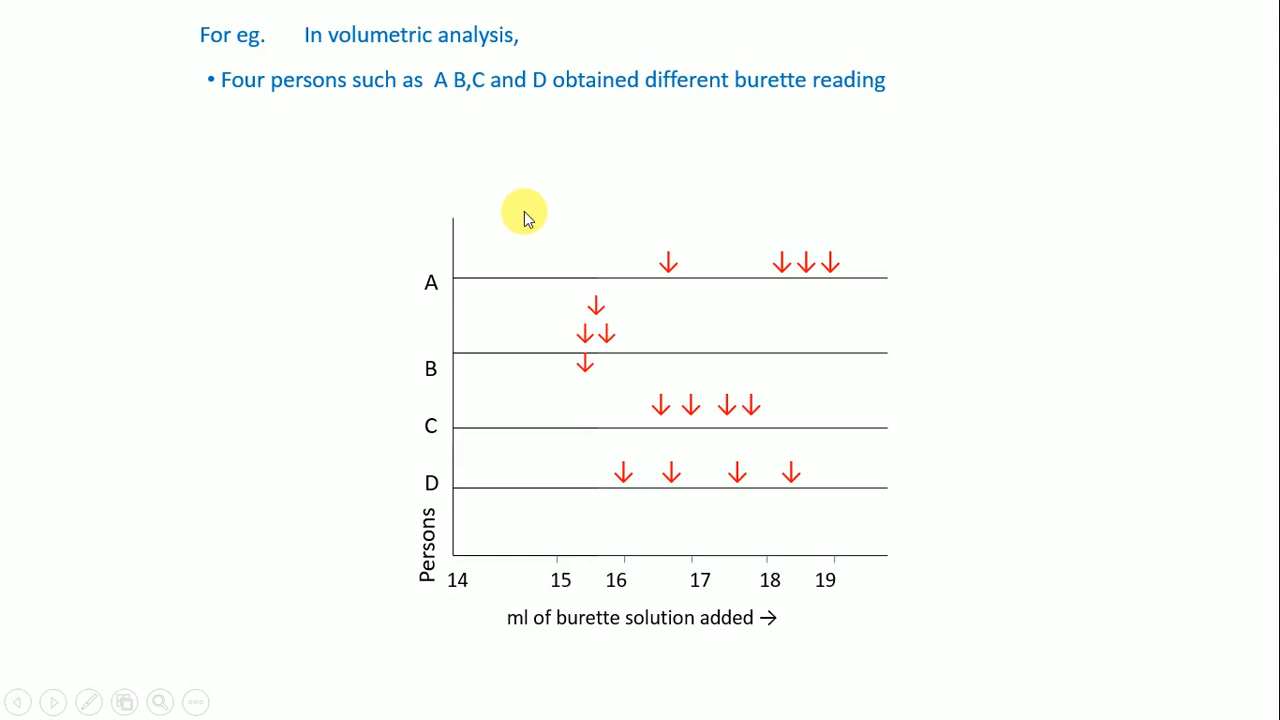 For eg. In volumetric analysis,
• Four persons such as A B,C and D obtained different burette reading
A
B
C
D
Persons
14 15 16 17 18 19
ml of burette solution added →